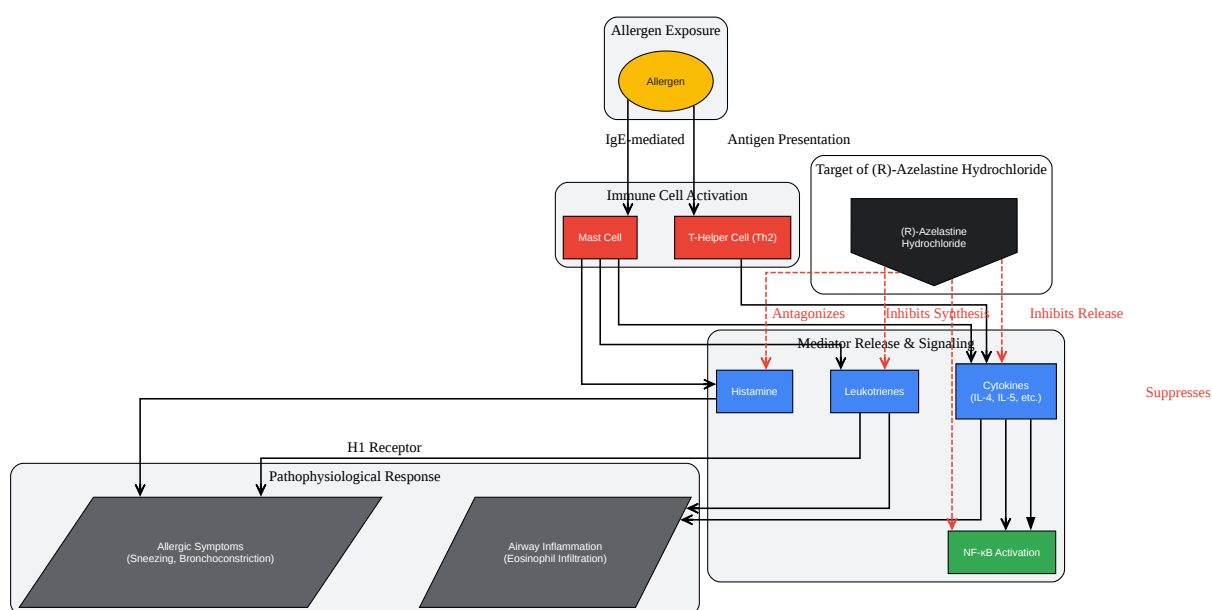 Allergen Exposure
Allergen
IgE-mediated
Antigen Presentation
Target of (R)-Azelastine Hydrochloride
Immune Cell Activation
(R)-Azelastine
Hydrochloride
Mast Cell
T-Helper Cell (Th2)
Antagonizes
Inhibits Synthesis
Inhibits Release
Mediator Release & Signaling
Histamine
Leukotrienes
Cytokines
(IL-4, IL-5, etc.)
Suppresses
H1 Receptor
Pathophysiological Response
Allergic Symptoms
(Sneezing, Bronchoconstriction)
Airway Inflammation
(Eosinophil Infiltration)
NF-κB Activation